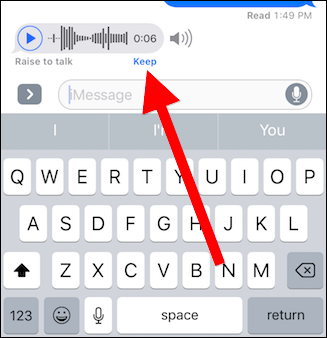 Read 1:49 PM
0:06
Raise to talk Keep
iMessage
I I'm You
Q W E R T Y U I O P
A S D F G H J K L
Z X C V B N M
123 space return